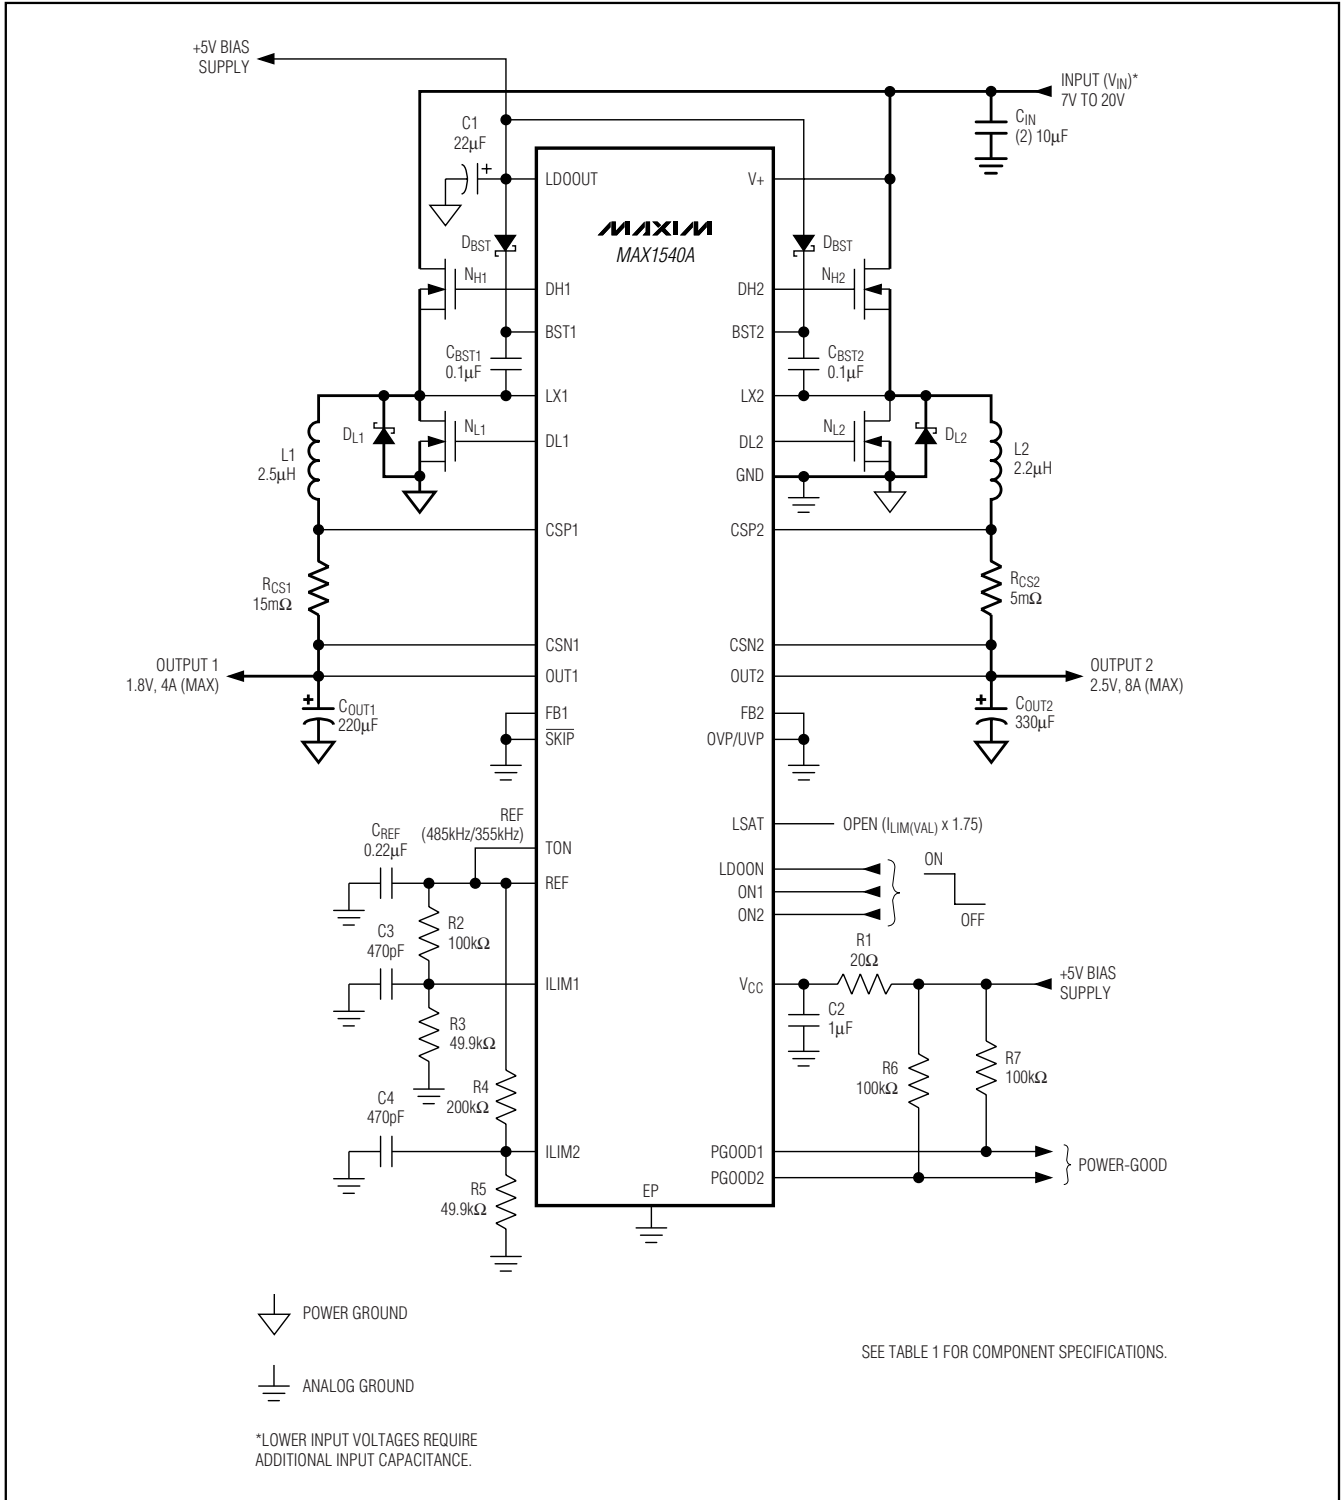 +5V BIAS
SUPPLY
INPUT (VIN)*
7V TO 20V
CIN
(2) 10µF
C1
22µF
+
LDOOUT
V+
MAXIM
MAX1540A
DBST
DBST
NH1
NH2
DH1
DH2
BST1
BST2
CBST1
0.1µF
CBST2
0.1µF
LX1
LX2
DL1
NL1
DL1
DL2
NL2
DL2
L1
2.5µH
L2
2.2µH
GND
CSP1
CSP2
RCS1
15mΩ
RCS2
5mΩ
CSN1
CSN2
OUTPUT 1
1.8V, 4A (MAX)
OUT1
OUT2
OUTPUT 2
2.5V, 8A (MAX)
+
COUT1
220µF
+
COUT2
330µF
FB1
FB2
SKIP
OVP/UVP
REF
(485kHz/355kHz)
LSAT
OPEN (ILIM(VAL) x 1.75)
CREF
0.22µF
TON
LDOON
ON
REF
ON1
ON2
OFF
R2
100kΩ
C3
470pF
R1
20Ω
ILIM1
VCC
+5V BIAS
SUPPLY
C2
1µF
R3
49.9kΩ
R6
100kΩ
R7
100kΩ
R4
200kΩ
C4
470pF
ILIM2
PGOOD1
PGOOD2
POWER-GOOD
R5
49.9kΩ
EP
POWER GROUND
SEE TABLE 1 FOR COMPONENT SPECIFICATIONS.
ANALOG GROUND
*LOWER INPUT VOLTAGES REQUIRE
ADDITIONAL INPUT CAPACITANCE.